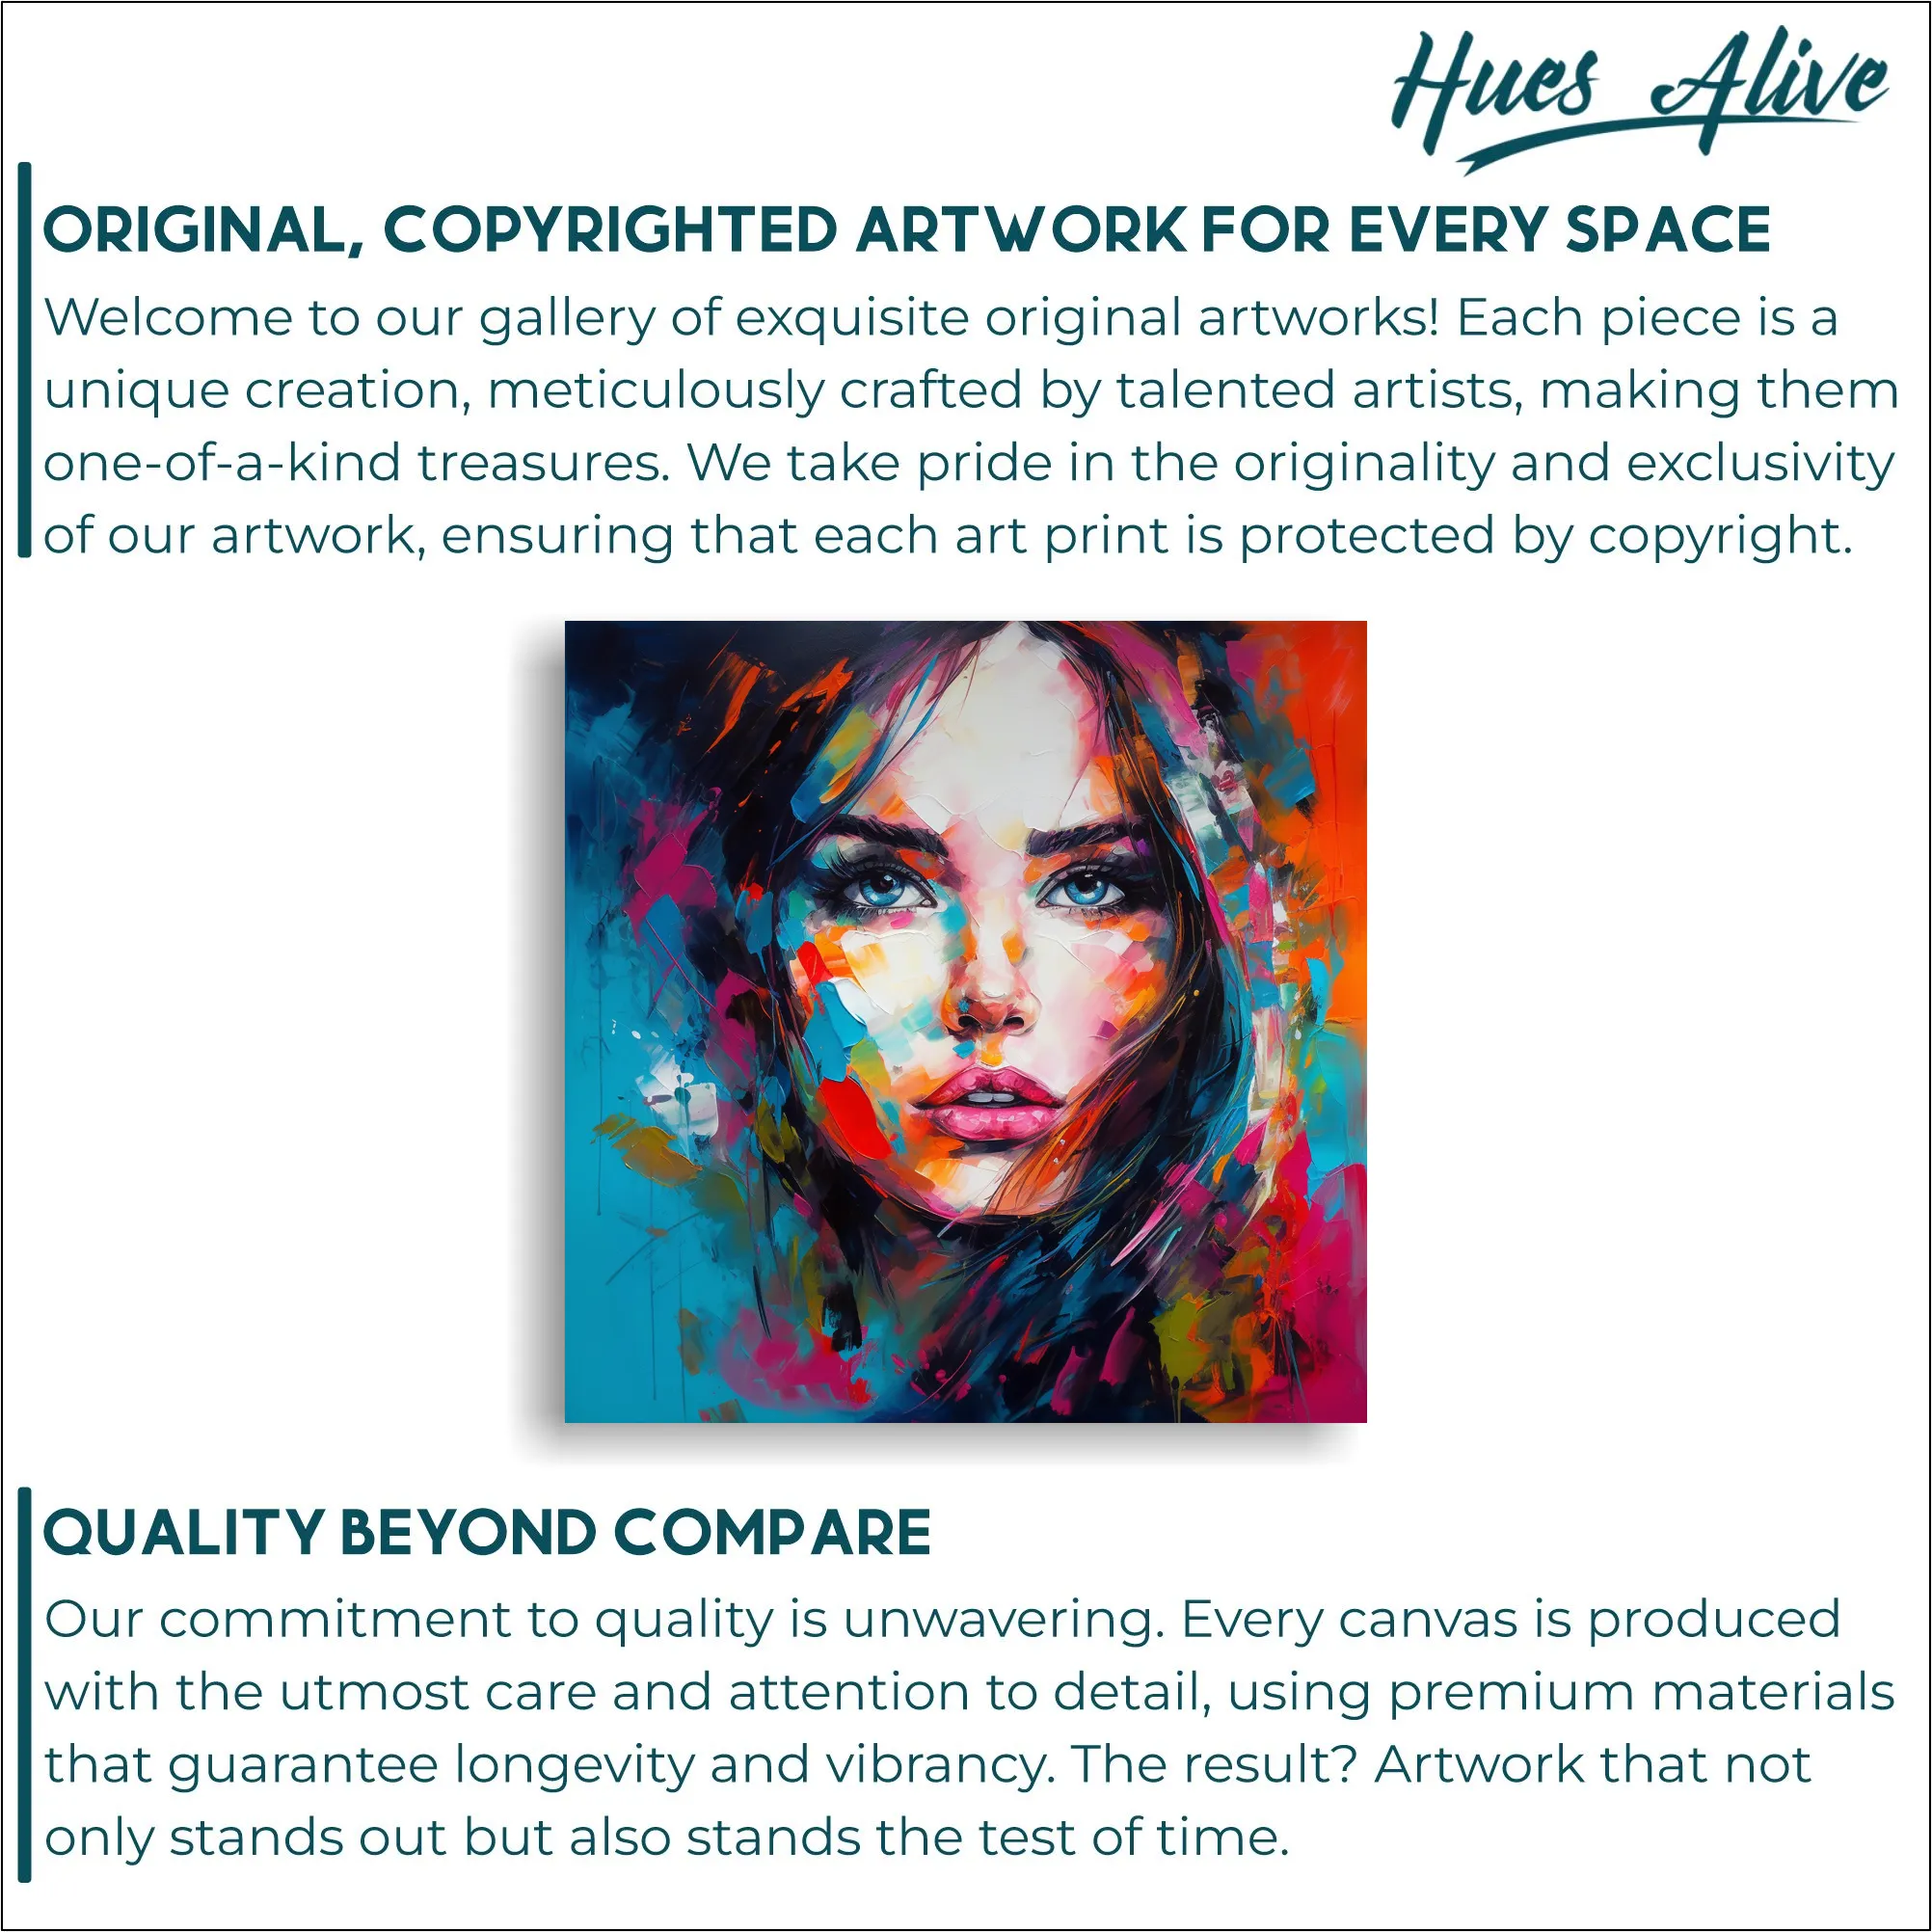 Hues Alive
ORIGINAL, COPYRIGHTED ARTWORK FOR EVERY SPACE
Welcome to our gallery of exquisite original artworks! Each piece is a
unique creation, meticulously crafted by talented artists, making them
one-of-a-kind treasures. We take pride in the originality and exclusivity
of our artwork, ensuring that each art print is protected by copyright.
QUALITY BEYOND COMPARE
Our commitment to quality is unwavering. Every canvas is produced
with the utmost care and attention to detail, using premium materials
that guarantee longevity and vibrancy. The result? Artwork that not
only stands out but also stands the test of time.